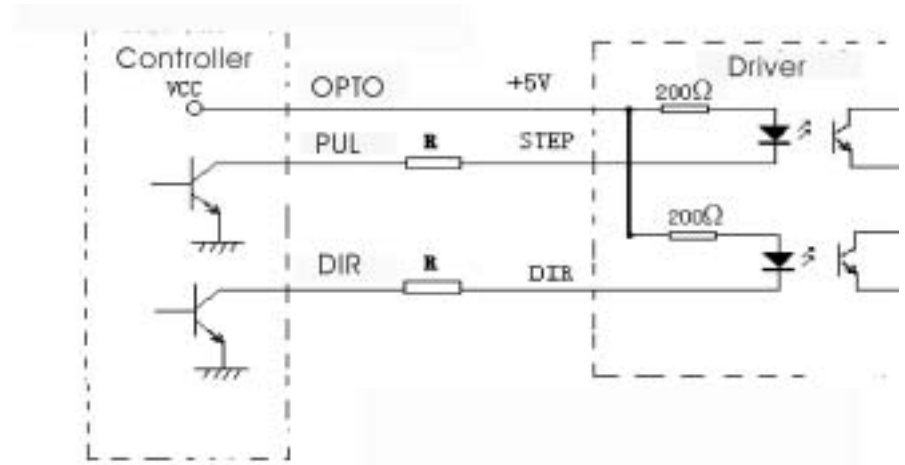 Controller
Driver
VCC
OPTO
+5V
200Ω
PUL
R
STEP
200Ω
DIR
R
DIR